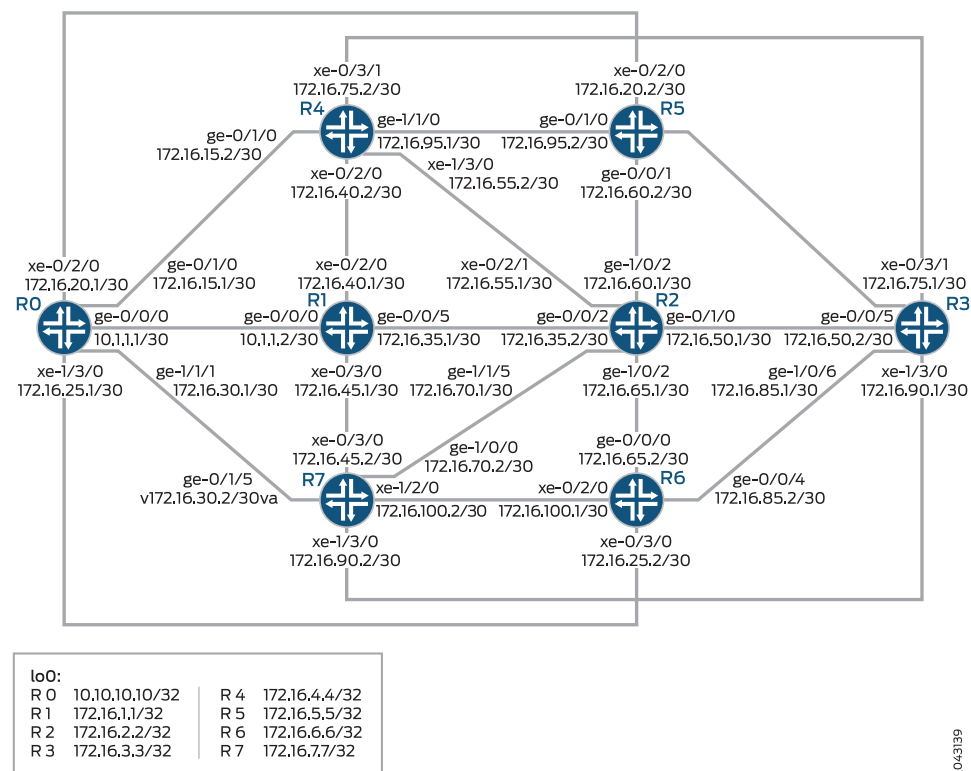 xe-0/3/1
172.16.75.2/30
R4
xe-0/2/0
172.16.20.2/30
R5
ge-0/1/0
172.16.15.2/30
ge-1/1/0
172.16.95.1/30
ge-0/1/0
172.16.95.2/30
xe-1/3/0
172.16.55.2/30
xe-0/2/0
172.16.40.2/30
ge-0/0/1
172.16.60.2/30
xe-0/2/0
172.16.20.1/30
R0
ge-0/1/0
172.16.15.1/30
xe-0/2/0
172.16.40.1/30
R1
xe-0/2/1
172.16.55.1/30
ge-1/0/2
172.16.60.1/30
R2
xe-0/3/1
172.16.75.1/30
R3
ge-0/0/0
10.1.1.1/30
ge-0/0/0
10.1.1.2/30
ge-0/0/5
172.16.35.1/30
ge-0/0/2
172.16.35.2/30
ge-0/1/0
172.16.50.1/30
ge-0/0/5
172.16.50.2/30
xe-1/3/0
172.16.25.1/30
ge-1/1/1
172.16.30.1/30
xe-0/3/0
172.16.45.1/30
ge-1/1/5
172.16.70.1/30
ge-1/0/2
172.16.65.1/30
ge-1/0/6
172.16.85.1/30
xe-1/3/0
172.16.90.1/30
ge-0/1/5
v172.16.30.2/30va
xe-0/3/0
172.16.45.2/30
R7
ge-1/0/0
172.16.70.2/30
ge-0/0/0
172.16.65.2/30
R6
ge-0/0/4
172.16.85.2/30
xe-1/2/0
172.16.100.2/30
xe-0/2/0
172.16.100.1/30
xe-1/3/0
172.16.90.2/30
xe-0/3/0
172.16.25.2/30
lo0:
R 0 10.10.10.10/32
R 1 172.16.1.1/32
R 2 172.16.2.2/32
R 3 172.16.3.3/32
R 4 172.16.4.4/32
R 5 172.16.5.5/32
R 6 172.16.6.6/32
R 7 172.16.7.7/32
043139